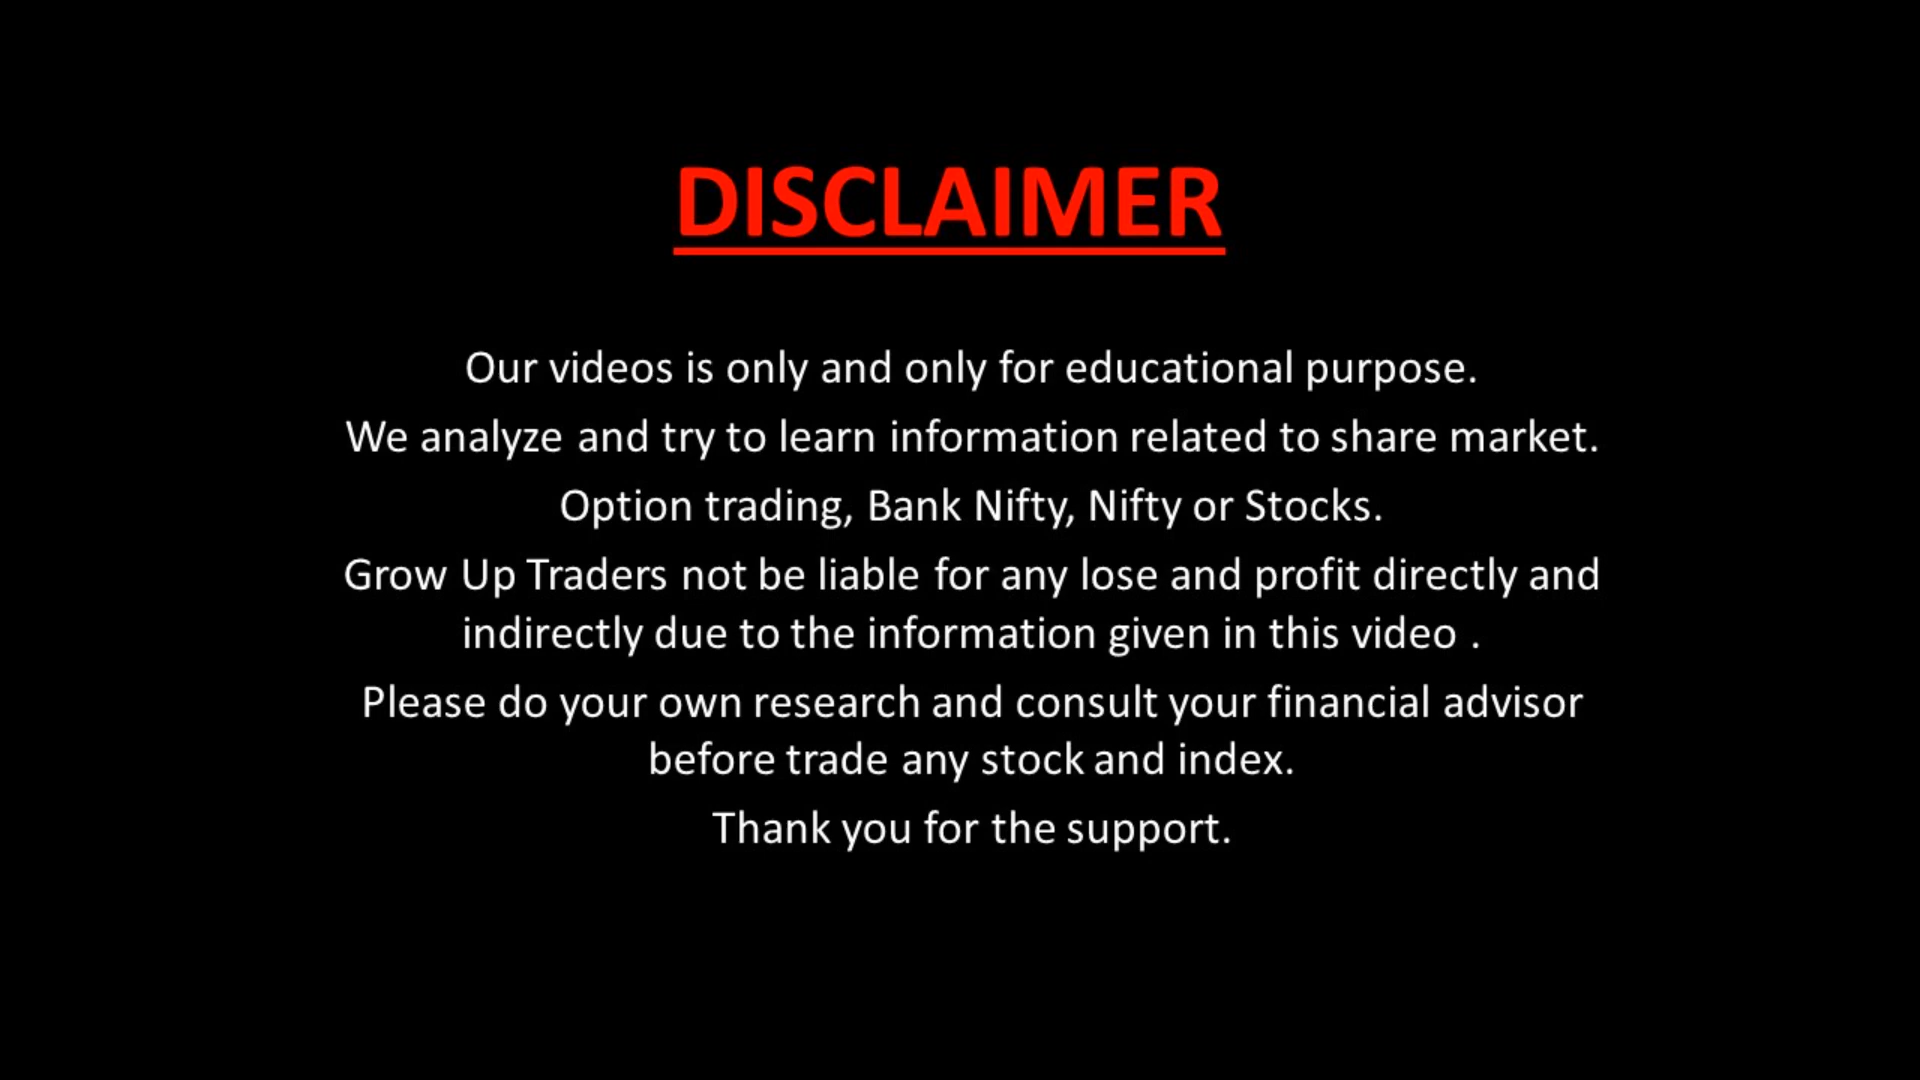 DISCLAIMER
Our videos is only and only for educational purpose.
We analyze and try to learn information related to share market.
Option trading, Bank Nifty, Nifty or Stocks.
Grow Up Traders not be liable for any lose and profit directly and
indirectly due to the information given in this video .
Please do your own research and consult your financial advisor
before trade any stock and index.
Thank you for the support.